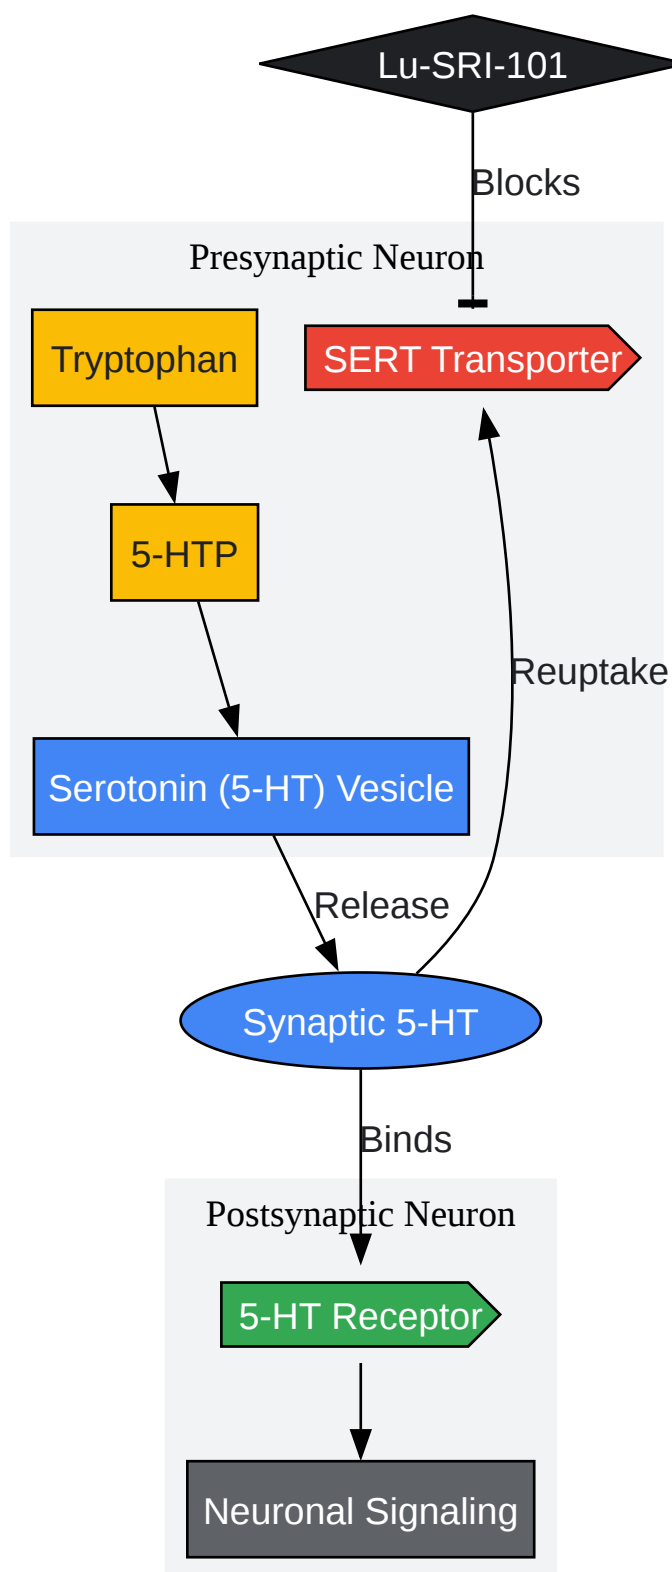 Lu-SRI-101
Blocks
Presynaptic Neuron
Tryptophan
SERT Transporter
5-HTP
Reuptake
Serotonin (5-HT) Vesicle
Release
Synaptic 5-HT
Binds
Postsynaptic Neuron
5-HT Receptor
Neuronal Signaling